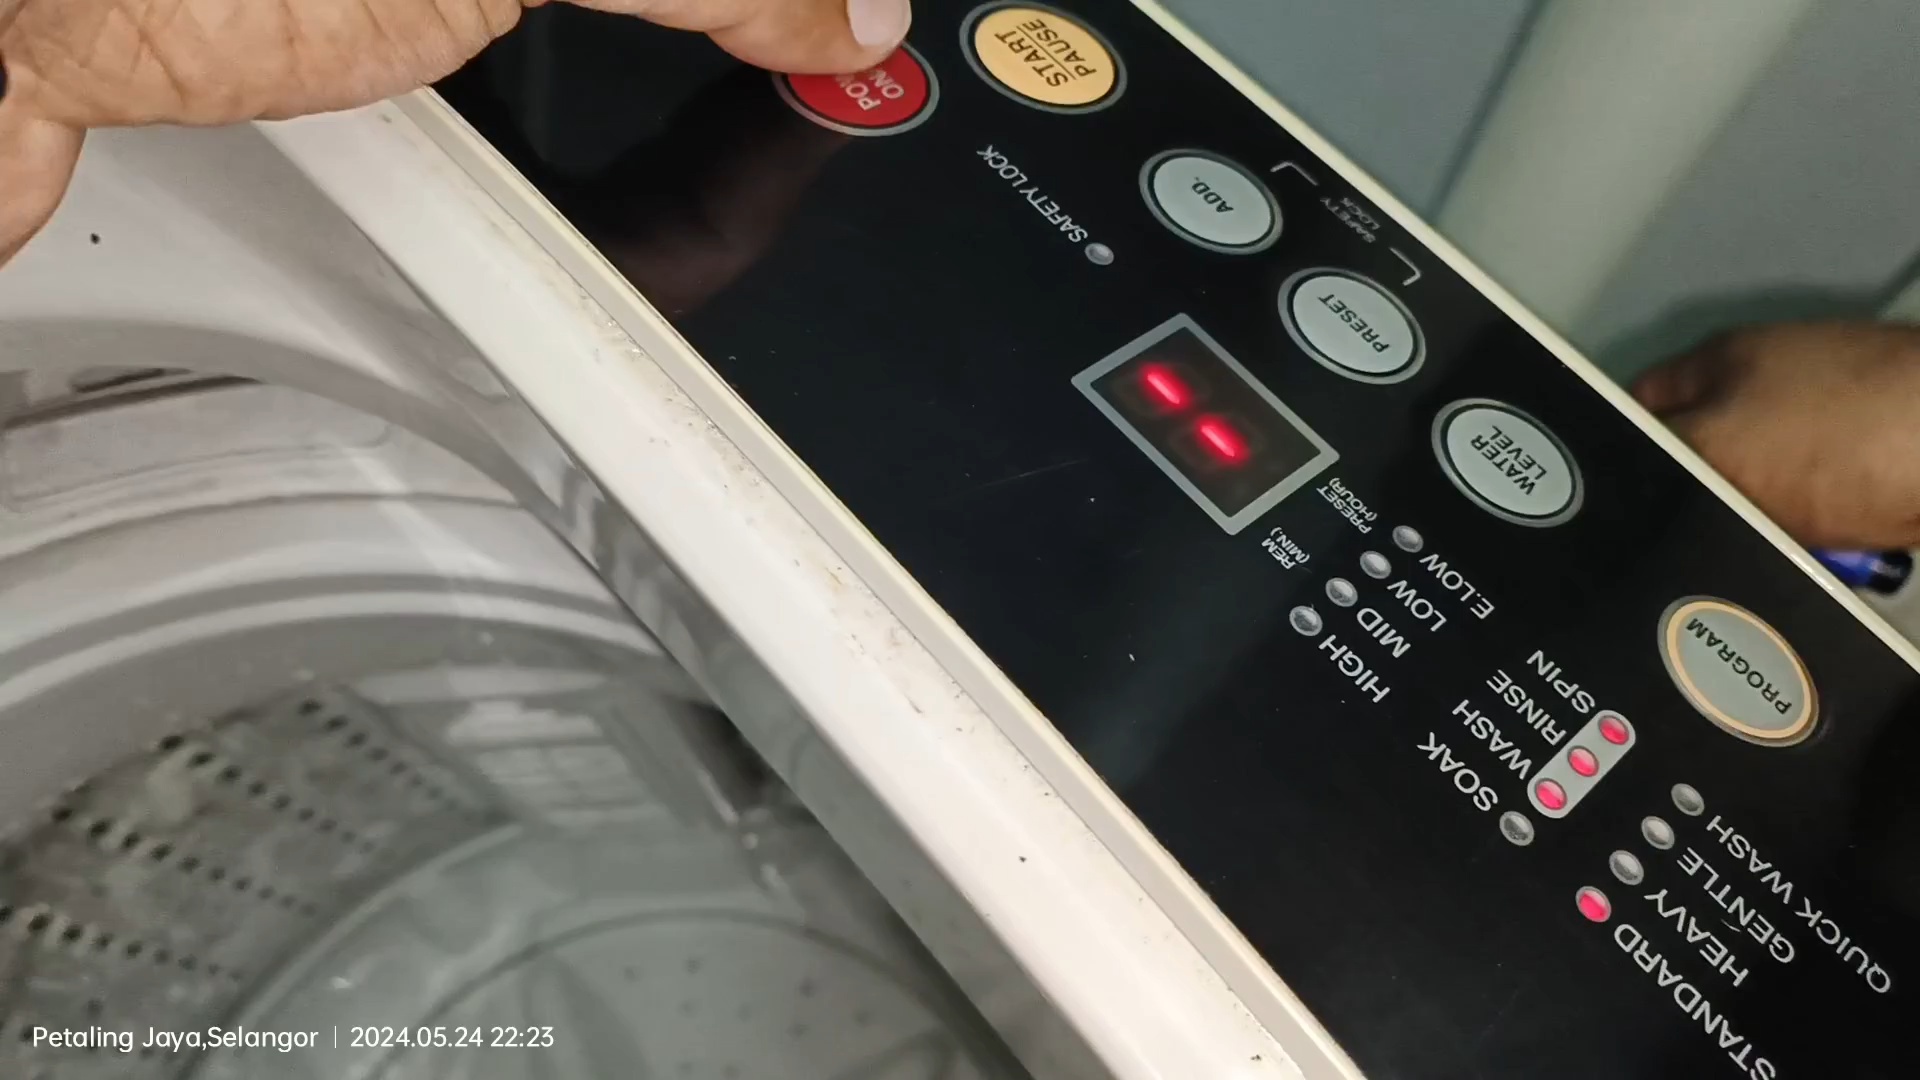 START
PAUSE
ON
ADD.
SAFETY
LOCK
SAFETY LOCK
PRESET
WATER
LEVEL
PRESET
(HOUR)
REM
(MIN.)
E.LOW
LOW
MID
HIGH
PROGRAM
SPIN
RINSE
WASH
SOAK
QUICK WASH
GENTLE
HEAVY
STANDARD
Petaling Jaya,Selangor | 2024.05.24 22:23